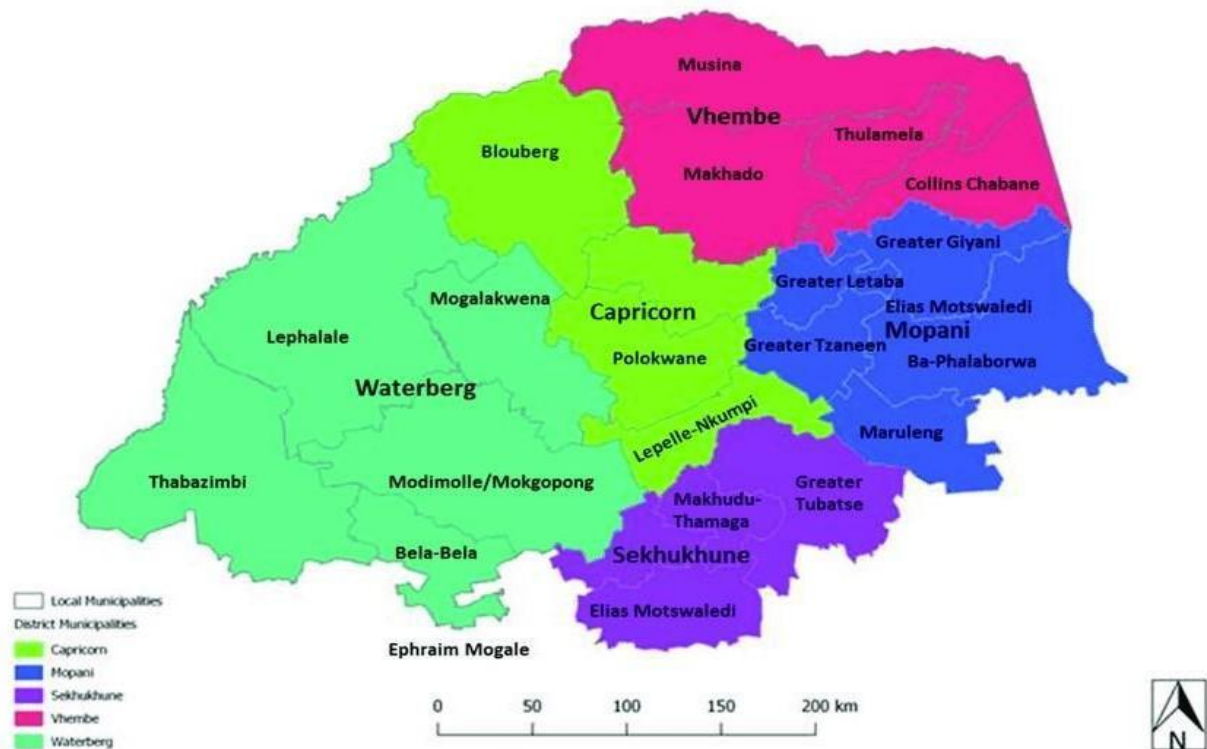 Musina
Vhembe
Thulamela
Blouberg
Makhado
Collins Chabane
Greater Giyani
Greater Letaba
Mogalakwena
Elias Motswaledi
Capricorn
Mopani
Lephalale
Greater Tzaneen
Polokwane
Ba-Phalaborwa
Waterberg
Lepelle-Nkumpi
Maruleng
Thabazimbi
Modimolle/Mokgopong
Greater
Tubatse
Makhudu-
Thamaga
Bela-Bela
Sekhukhune
Elias Motswaledi
Ephraim Mogale
Local Municipalities
District Municipalities
Capricorn
Mopani
Sekhukhune
Vhembe
Waterberg
0 50 100 150 200 km
N